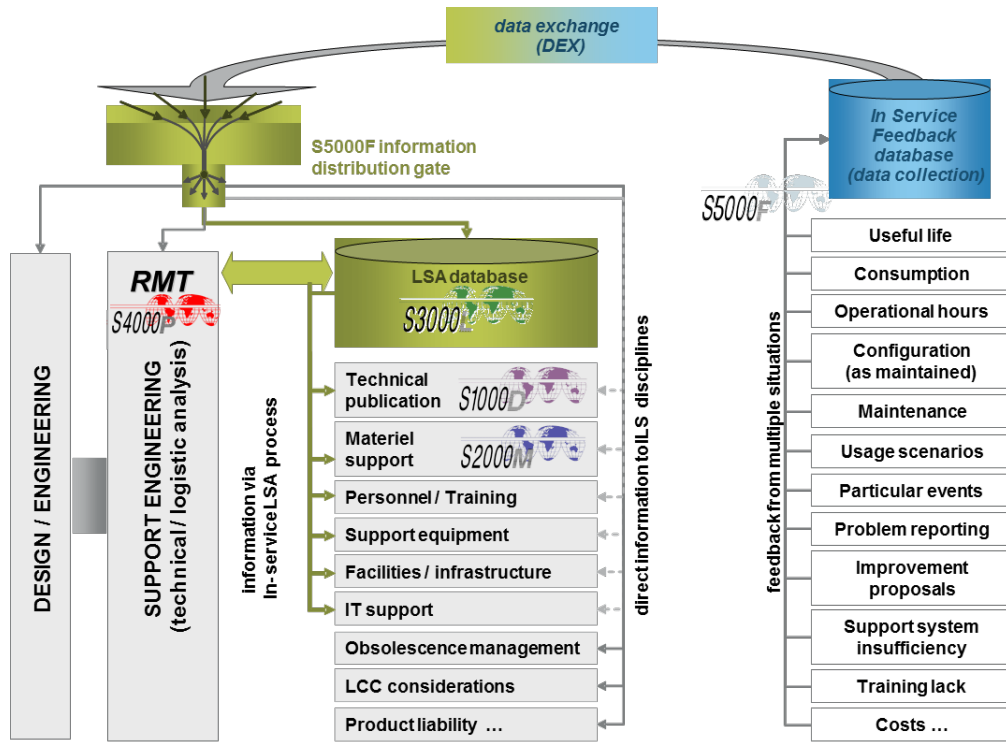 data exchange
(DEX)
In Service
Feedback
database
(data collection)
S5000F information
distribution gate
S5000F
DESIGN / ENGINEERING
RMT
S4000P
SUPPORT ENGINEERING
(technical / logistic analysis)
information via
In-service LSA process
LSA database
S3000L
Technical
publication
S1000D
Materiel
support
S2000M
Personnel / Training
Support equipment
Facilities / infrastructure
IT support
Obsolescence management
LCC considerations
Product liability ...
direct information to ILS disciplines
feedback from multiple situations
Useful life
Consumption
Operational hours
Configuration
(as maintained)
Maintenance
Usage scenarios
Particular events
Problem reporting
Improvement
proposals
Support system
insufficiency
Training lack
Costs ...